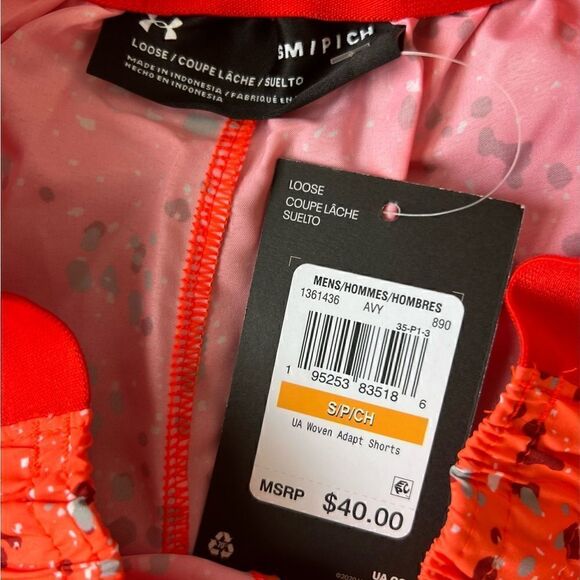 SM/P/CH
LOOSE / COUPE LÂCHE / SUELTO
MADE IN INDONESIA / FABRIQUÉ EN
HECHO EN INDONESIA
LOOSE
COUPE LÂCHE
SUELTO
MENS/HOMMES/HOMBRES
1361436 AVY 890
35-P1-3
1 95253 83518 6
S/P/CH
UA Woven Adapt Shorts
MSRP $40.00